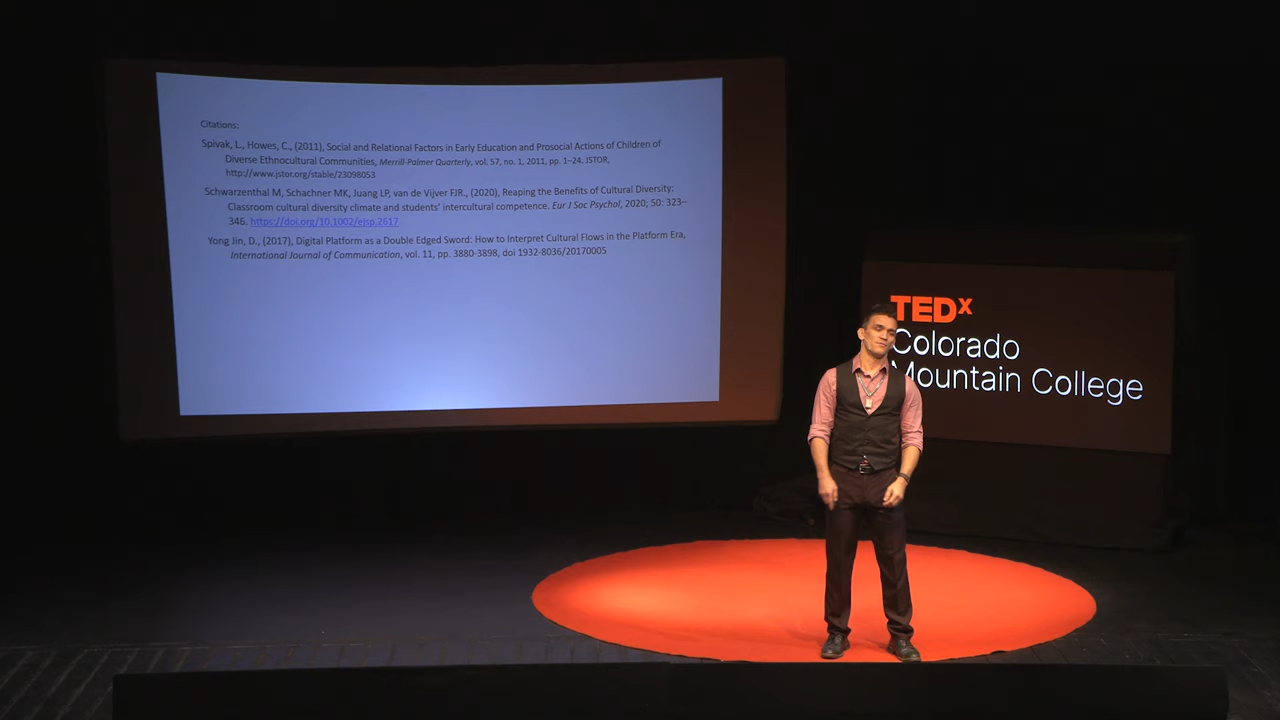 Citations:
Spivak, L., Howes, C., (2011), Social and Relational Factors in Early Education and Prosocial Actions of Children of
Diverse Ethnocultural Communities, Merrill-Palmer Quarterly, vol. 57, no. 1, 2011, pp. 1–24. JSTOR,
http://www.jstor.org/stable/23098053
Schwarzenthal M, Schachner MK, Juang LP, van de Vijver FJR., (2020), Reaping the Benefits of Cultural Diversity:
Classroom cultural diversity climate and students' intercultural competence. Eur J Soc Psychol, 2020; 50: 323–
346. https://doi.org/10.1002/ejsp.2617
Yong Jin, D., (2017), Digital Platform as a Double Edged Sword: How to Interpret Cultural Flows in the Platform Era,
International Journal of Communication, vol. 11, pp. 3880-3898, doi 1932-8036/20170005
TEDx
Colorado
Mountain College